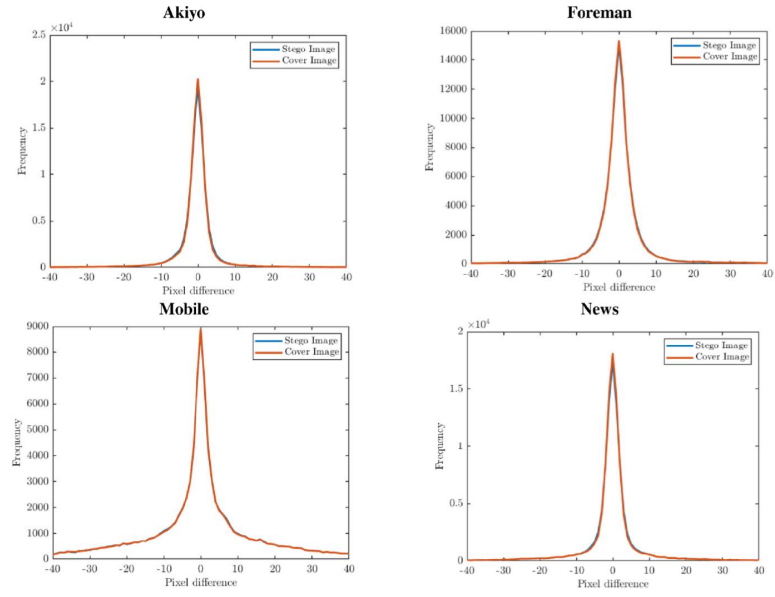 Akiyo
×10⁴
2.5
2
1.5
1
0.5
0
Frequency
Stego Image
Cover Image
-40 -30 -20 -10 0 10 20 30 40
Pixel difference
Foreman
16000
14000
12000
10000
8000
6000
4000
2000
0
Frequency
Stego Image
Cover Image
-40 -30 -20 -10 0 10 20 30 40
Pixel difference
Mobile
9000
8000
7000
6000
5000
4000
3000
2000
1000
0
Frequency
Stego Image
Cover Image
-40 -30 -20 -10 0 10 20 30 40
Pixel difference
News
×10⁴
2
1.5
1
0.5
0
Frequency
Stego Image
Cover Image
-40 -30 -20 -10 0 10 20 30 40
Pixel difference